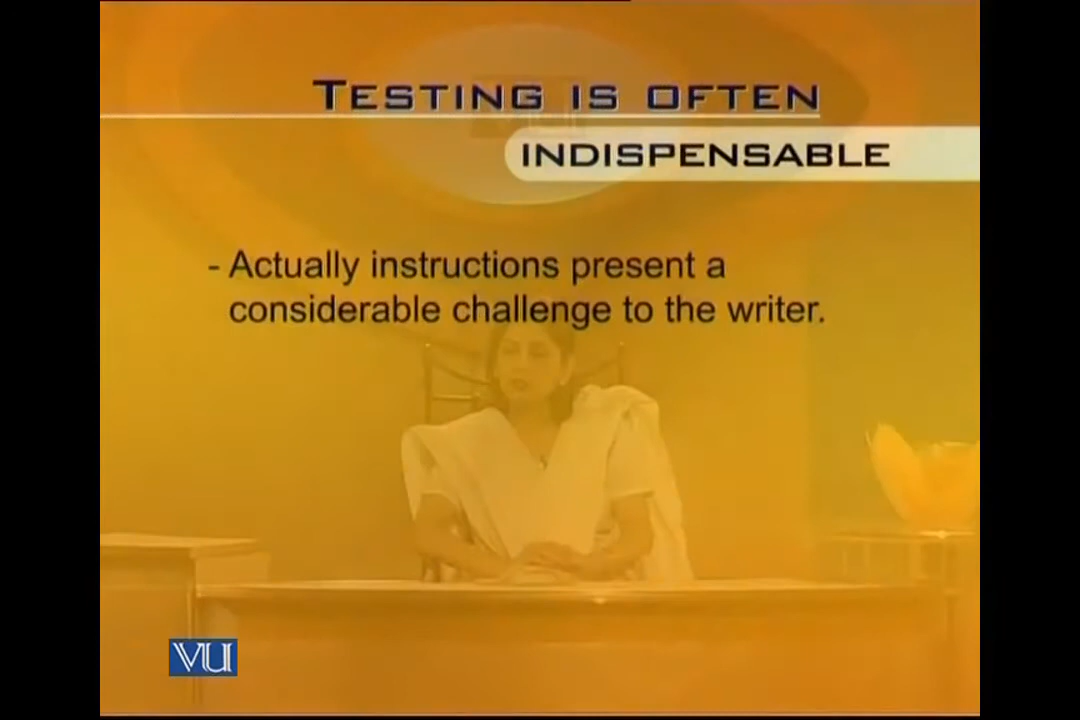 TESTING IS OFTEN
INDISPENSABLE
- Actually instructions present a
considerable challenge to the writer.
VU